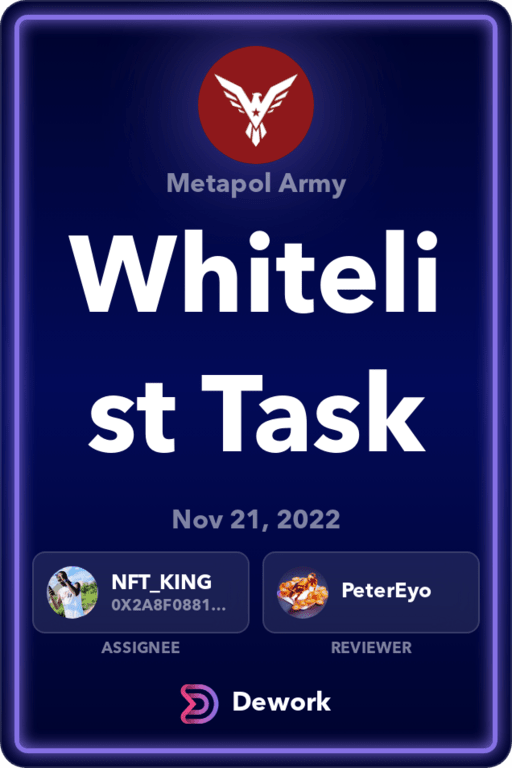 Metapol Army
Whiteli
st Task
Nov 21, 2022
NFT_KING
0X2A8F0881...
ASSIGNEE
PeterEyo
REVIEWER
Dework